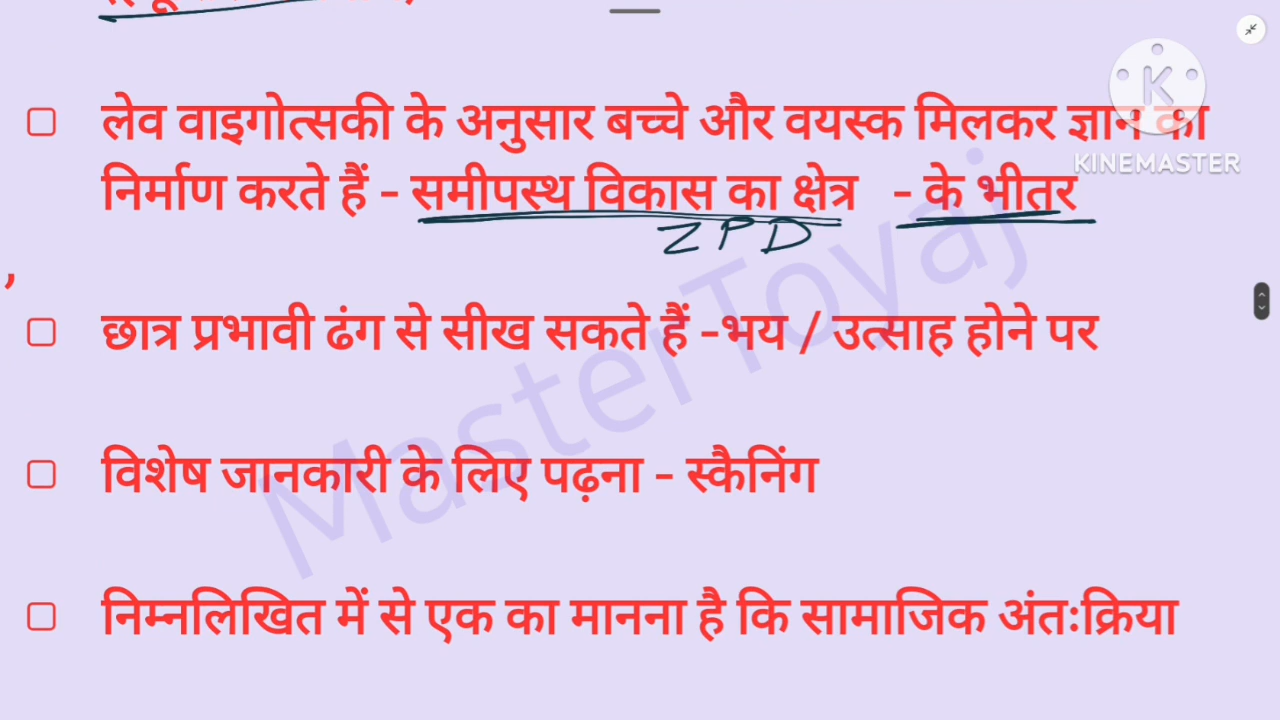 लेव वाइगोत्सकी के अनुसार बच्चे और वयस्क मिलकर ज्ञान का
KINEMASTER
निर्माण करते हैं - समीपस्थ विकास का क्षेत्र - के भीतर
ZPD
,
छात्र प्रभावी ढंग से सीख सकते हैं -भय / उत्साह होने पर
MasterToyaj
विशेष जानकारी के लिए पढ़ना - स्कैनिंग
निम्नलिखित में से एक का मानना है कि सामाजिक अंतःक्रिया